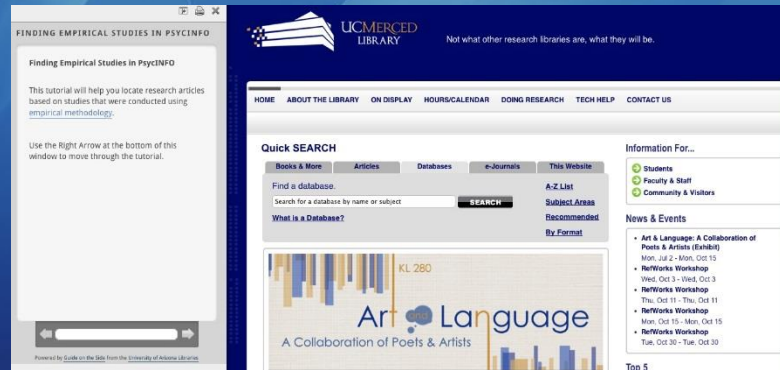 FINDING EMPIRICAL STUDIES IN PSYCINFO
Finding Empirical Studies in PsycINFO
This tutorial will help you locate research articles
based on studies that were conducted using
empirical methodology.
Use the Right Arrow at the bottom of this
window to move through the tutorial.
Powered by Guide on the Side from the University of Arizona Libraries
UCMERCED
LIBRARY
Not what other research libraries are, what they will be.
HOME ABOUT THE LIBRARY ON DISPLAY HOURS/CALENDAR DOING RESEARCH TECH HELP CONTACT US
Quick SEARCH
Books & More Articles Databases e-Journals This Website
Find a database.
Search for a database by name or subject SEARCH
What is a Database?
A-Z List
Subject Areas
Recommended
By Format
KL 280
Art and Language
A Collaboration of Poets & Artists
Information For...
Students
Faculty & Staff
Community & Visitors
News & Events
• Art & Language: A Collaboration of
Poets & Artists (Exhibit)
Mon, Jul 2 - Mon, Oct 15
• RefWorks Workshop
Wed, Oct 3 - Wed, Oct 3
• RefWorks Workshop
Thu, Oct 11 - Thu, Oct 11
• RefWorks Workshop
Mon, Oct 15 - Mon, Oct 15
• RefWorks Workshop
Tue, Oct 30 - Tue, Oct 30
Top 5